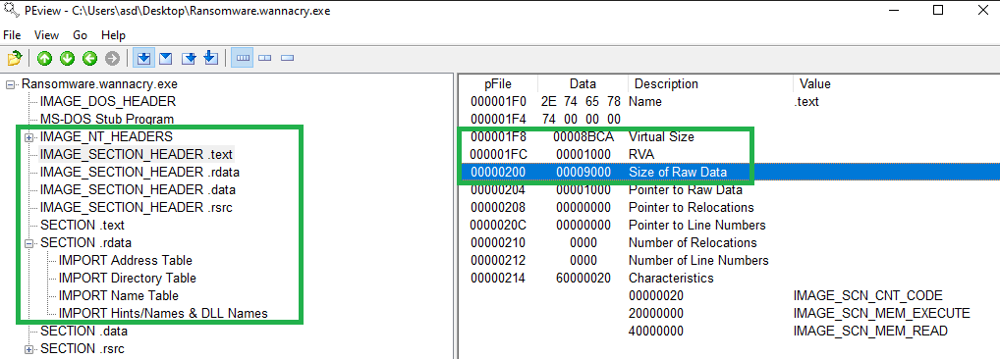 PEview - C:\Users\asd\Desktop\Ransomware.wannacry.exe
File View Go Help
Ransomware.wannacry.exe
IMAGE_DOS_HEADER
MS-DOS Stub Program
IMAGE_NT_HEADERS
IMAGE_SECTION_HEADER .text
IMAGE_SECTION_HEADER .rdata
IMAGE_SECTION_HEADER .data
IMAGE_SECTION_HEADER .rsrc
SECTION .text
SECTION .rdata
IMPORT Address Table
IMPORT Directory Table
IMPORT Name Table
IMPORT Hints/Names & DLL Names
SECTION .data
SECTION .rsrc
pFile Data Description Value
000001F0 2E 74 65 78 Name .text
000001F4 74 00 00 00
000001F8 00008BCA Virtual Size
000001FC 00001000 RVA
00000200 00009000 Size of Raw Data
00000204 00001000 Pointer to Raw Data
00000208 00000000 Pointer to Relocations
0000020C 00000000 Pointer to Line Numbers
00000210 0000 Number of Relocations
00000212 0000 Number of Line Numbers
00000214 60000020 Characteristics
00000020 IMAGE_SCN_CNT_CODE
20000000 IMAGE_SCN_MEM_EXECUTE
40000000 IMAGE_SCN_MEM_READ